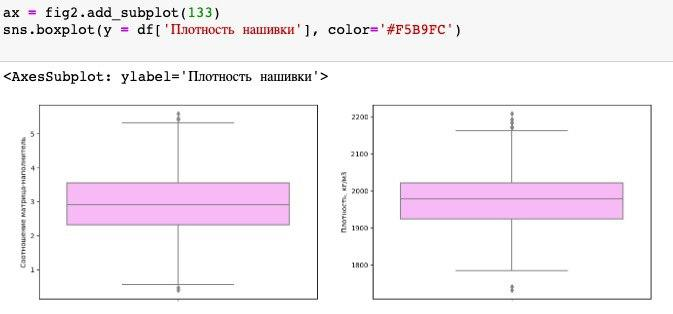 ax = fig2.add_subplot(133)
sns.boxplot(y = df['Плотность нашивки'], color='#F5B9FC')
<AxesSubplot: ylabel='Плотность нашивки'>
Соотношение матрица-наполнитель
5
4
3
2
1
Плотность, кг/м3
2200
2100
2000
1900
1800